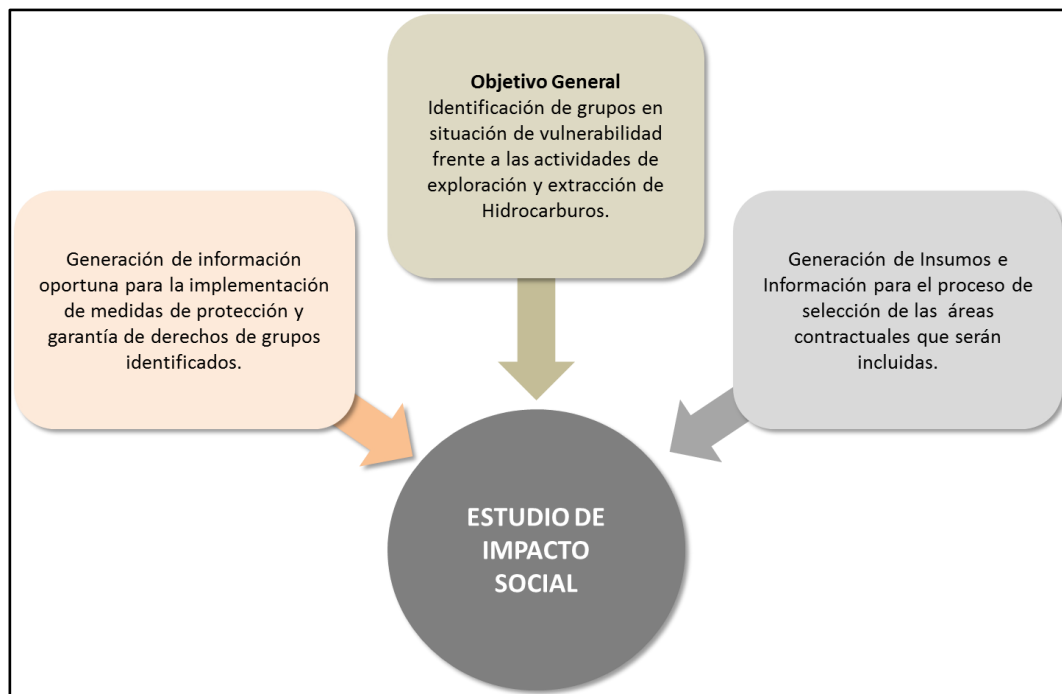 Objetivo General
Identificación de grupos en
situación de vulnerabilidad
frente a las actividades de
exploración y extracción de
Hidrocarburos.
Generación de información
oportuna para la implementación
de medidas de protección y
garantía de derechos de grupos
identificados.
Generación de Insumos e
Información para el proceso de
selección de las áreas
contractuales que serán
incluidas.
ESTUDIO DE
IMPACTO
SOCIAL